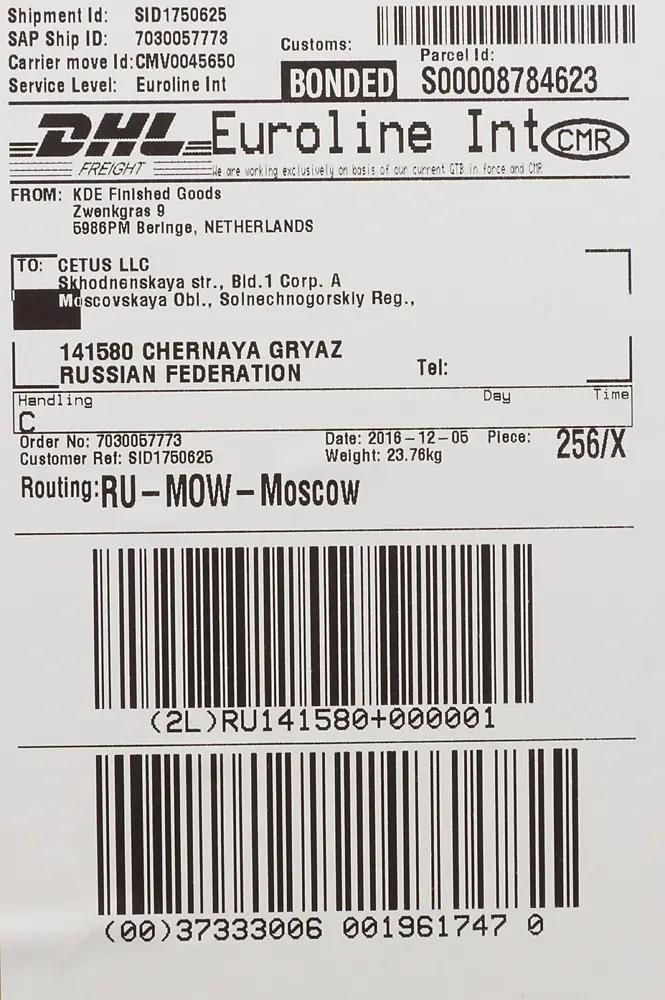 Shipment Id: SID1750625
SAP Ship ID: 7030057773
Carrier move Id:CMV0045650
Service Level: Euroline Int
Customs:
BONDED
Parcel Id:
S00008784623
DHL
FREIGHT
Euroline Int
CMR
We are working exclusively on basis of our current GTB in force and CMR
FROM: KDE Finished Goods
Zwenkgras 9
5986PM Beringe, NETHERLANDS
TO: CETUS LLC
Skhodnenskaya str., Bld.1 Corp. A
Moscovskaya Obl., Solnechnogorskiy Reg.,
141580 CHERNAYA GRYAZ
RUSSIAN FEDERATION
Tel:
Handling Day Time
C
Order No: 7030057773
Customer Ref: SID1750625
Date: 2016-12-05 Piece: 256/X
Weight: 23.76kg
Routing:RU-MOW-Moscow
(2L)RU141580+000001
(00)37333006 001961747 0